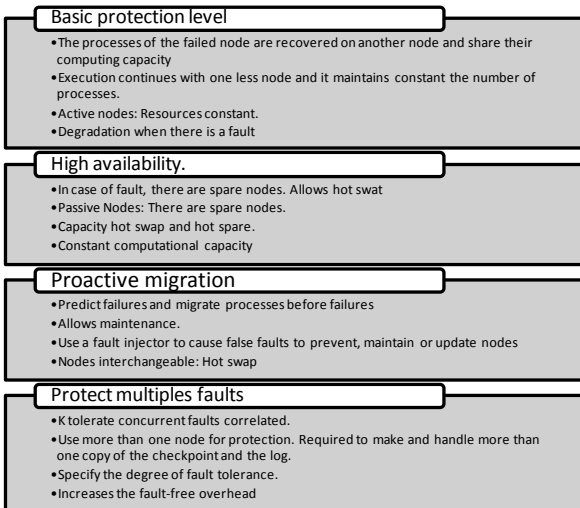 Basic protection level
•The processes of the failed node are recovered on another node and share their
computing capacity
•Execution continues with one less node and it maintains constant the number of
processes.
•Active nodes: Resources constant.
•Degradation when there is a fault
High availability.
•In case of fault, there are spare nodes. Allows hot swat
•Passive Nodes: There are spare nodes.
•Capacity hot swap and hot spare.
•Constant computational capacity
Proactive migration
•Predict failures and migrate processes before failures
•Allows maintenance.
•Use a fault injector to cause false faults to prevent, maintain or update nodes
•Nodes interchangeable: Hot swap
Protect multiples faults
•K tolerate concurrent faults correlated.
•Use more than one node for protection. Required to make and handle more than
one copy of the checkpoint and the log.
•Specify the degree of fault tolerance.
•Increases the fault-free overhead